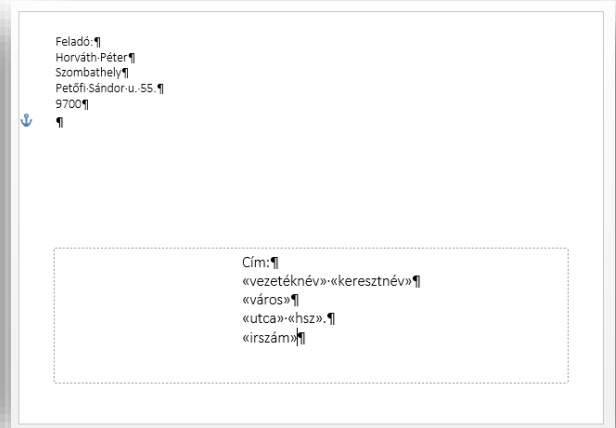 Feladó:¶
Horváth·Péter¶
Szombathely¶
Petőfi·Sándor·u.·55.¶
9700¶
¶
Cím:¶
«vezetéknév»·«keresztnév»¶
«város»¶
«utca»·«hsz».¶
«irszám»¶